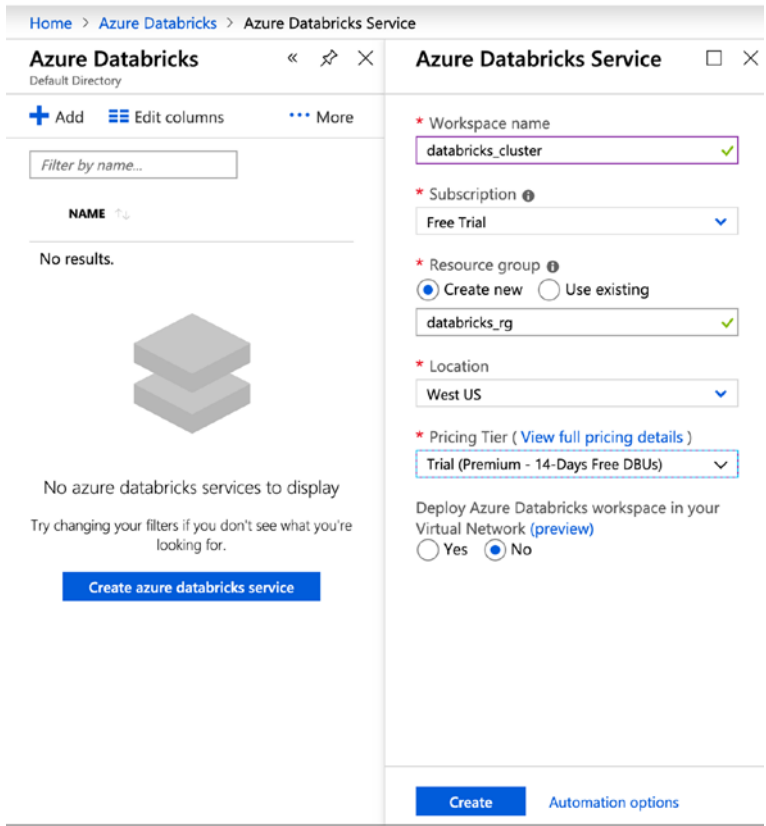 Home > Azure Databricks > Azure Databricks Service
Azure Databricks
Default Directory
Add Edit columns More
Filter by name...
NAME
No results.
No azure databricks services to display
Try changing your filters if you don't see what you're
looking for.
Create azure databricks service
Azure Databricks Service
* Workspace name
databricks_cluster
* Subscription
Free Trial
* Resource group
Create new Use existing
databricks_rg
* Location
West US
* Pricing Tier ( View full pricing details )
Trial (Premium - 14-Days Free DBUs)
Deploy Azure Databricks workspace in your
Virtual Network (preview)
Yes No
Create Automation options